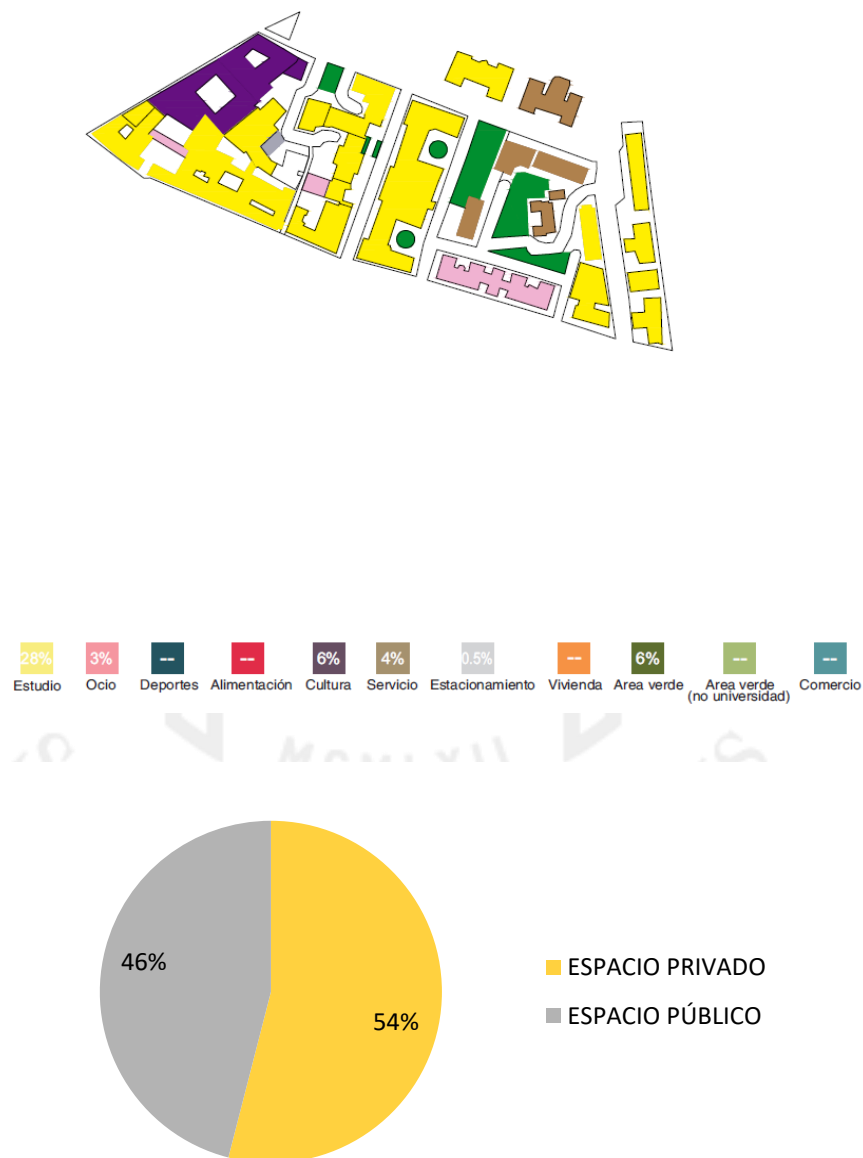 28% 3% -- -- 6% 4% 0.5% -- 6% -- --
Estudio Ocio Deportes Alimentación Cultura Servicio Estacionamiento Vivienda Area verde Area verde Comercio
(no universidad)
46%
54%
ESPACIO PRIVADO
ESPACIO PÚBLICO